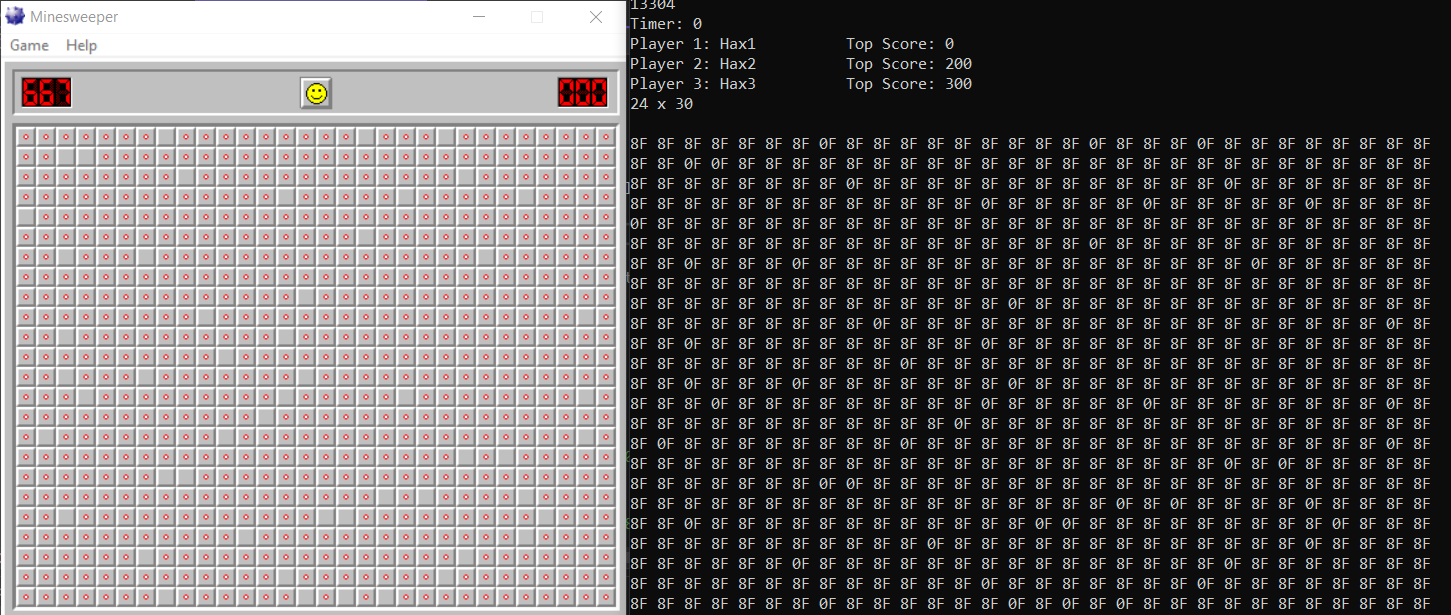 Minesweeper
Game Help
667 000
13304
Timer: 0
Player 1: Hax1 Top Score: 0
Player 2: Hax2 Top Score: 200
Player 3: Hax3 Top Score: 300
24 x 30
8F 8F 8F 8F 8F 8F 8F 0F 8F 8F 8F 8F 8F 8F 8F 8F 8F 0F 8F 8F 8F 0F 8F 8F 8F 8F 8F 8F 8F 8F
8F 8F 0F 0F 8F 8F 8F 8F 8F 8F 8F 8F 8F 8F 8F 8F 8F 8F 8F 8F 8F 8F 8F 8F 8F 8F 8F 8F 8F 8F
8F 8F 8F 8F 8F 8F 8F 8F 0F 8F 8F 8F 8F 8F 8F 8F 8F 8F 8F 8F 8F 8F 0F 8F 8F 8F 8F 8F 8F 8F
8F 8F 8F 8F 8F 8F 8F 8F 8F 8F 8F 8F 8F 0F 8F 8F 8F 8F 8F 0F 8F 8F 8F 8F 8F 0F 8F 8F 8F 8F
0F 8F 8F 8F 8F 8F 8F 8F 8F 8F 8F 8F 8F 8F 8F 8F 8F 8F 8F 8F 8F 8F 8F 8F 8F 8F 8F 8F 8F 8F
8F 8F 8F 8F 8F 8F 8F 8F 8F 8F 8F 8F 8F 8F 8F 8F 8F 0F 8F 8F 8F 8F 8F 8F 8F 8F 8F 8F 8F 8F
8F 8F 0F 8F 8F 8F 0F 8F 8F 8F 8F 8F 8F 8F 8F 8F 8F 8F 8F 8F 8F 8F 8F 0F 8F 8F 8F 8F 8F 8F
8F 8F 8F 8F 8F 8F 8F 8F 8F 8F 8F 8F 8F 8F 8F 8F 8F 8F 8F 8F 8F 8F 8F 8F 8F 8F 8F 8F 8F 8F
8F 8F 8F 8F 8F 8F 8F 8F 8F 8F 8F 8F 8F 8F 0F 8F 8F 8F 8F 8F 8F 8F 8F 8F 8F 8F 8F 8F 8F 8F
8F 8F 8F 8F 8F 8F 8F 8F 8F 0F 8F 8F 8F 8F 8F 8F 8F 8F 8F 8F 8F 8F 8F 8F 8F 8F 8F 8F 0F 8F
8F 8F 0F 8F 8F 8F 8F 8F 8F 8F 8F 8F 8F 0F 8F 8F 8F 8F 8F 8F 8F 8F 8F 8F 8F 8F 8F 8F 8F 8F
8F 8F 8F 8F 8F 8F 8F 8F 8F 8F 0F 8F 8F 8F 8F 8F 8F 8F 8F 8F 8F 8F 8F 8F 8F 8F 8F 8F 8F 8F
8F 8F 0F 8F 8F 8F 0F 8F 8F 8F 8F 8F 8F 8F 0F 8F 8F 8F 8F 8F 8F 8F 8F 8F 8F 8F 8F 8F 8F 8F
8F 8F 8F 0F 8F 8F 8F 8F 8F 8F 8F 8F 8F 0F 8F 8F 8F 8F 8F 0F 8F 8F 8F 8F 8F 8F 8F 8F 0F 8F
8F 8F 8F 8F 8F 8F 8F 8F 8F 8F 8F 8F 0F 8F 8F 8F 8F 8F 8F 8F 8F 8F 8F 8F 8F 8F 8F 8F 8F 8F
8F 0F 8F 8F 8F 8F 8F 8F 8F 8F 0F 8F 8F 8F 8F 8F 8F 8F 8F 8F 8F 8F 8F 8F 8F 8F 8F 8F 0F 8F
8F 8F 8F 8F 8F 8F 8F 8F 8F 8F 8F 8F 8F 8F 8F 8F 8F 8F 8F 8F 8F 8F 0F 8F 0F 8F 8F 8F 8F 8F
8F 8F 8F 8F 8F 8F 8F 0F 0F 8F 8F 8F 8F 8F 8F 8F 8F 8F 8F 8F 8F 8F 8F 8F 8F 8F 8F 8F 8F 8F
8F 8F 8F 8F 8F 8F 8F 8F 8F 8F 8F 8F 8F 8F 8F 8F 8F 8F 0F 8F 0F 8F 8F 8F 8F 0F 8F 8F 8F 8F
8F 8F 0F 8F 8F 8F 8F 8F 8F 8F 8F 8F 8F 8F 8F 0F 0F 8F 8F 8F 8F 8F 8F 8F 8F 8F 0F 8F 8F 8F
8F 8F 8F 8F 8F 8F 8F 8F 8F 8F 8F 0F 8F 8F 8F 8F 8F 8F 8F 8F 8F 8F 8F 8F 8F 0F 8F 8F 8F 8F
8F 8F 8F 8F 8F 8F 0F 8F 8F 8F 8F 8F 8F 8F 8F 8F 8F 8F 8F 8F 8F 8F 0F 8F 8F 8F 8F 8F 8F 8F
8F 8F 8F 8F 8F 8F 8F 8F 8F 8F 8F 8F 8F 0F 8F 8F 8F 8F 8F 8F 8F 0F 8F 8F 8F 8F 8F 8F 8F 8F
8F 8F 8F 8F 8F 8F 8F 0F 8F 8F 8F 8F 8F 8F 0F 8F 0F 8F 0F 8F 8F 8F 8F 8F 8F 8F 8F 8F 8F 8F